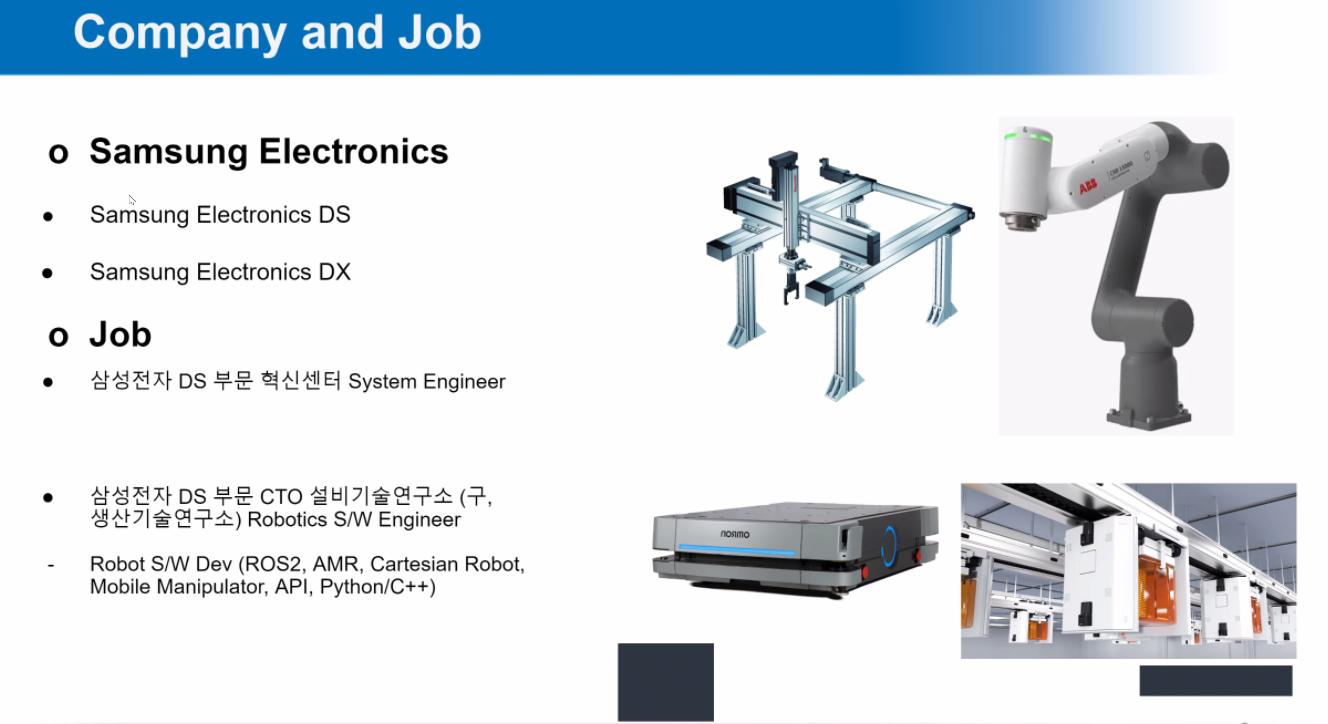 Company and Job
o Samsung Electronics
● Samsung Electronics DS
● Samsung Electronics DX
o Job
● 삼성전자 DS 부문 혁신센터 System Engineer
● 삼성전자 DS 부문 CTO 설비기술연구소 (구,
생산기술연구소) Robotics S/W Engineer
- Robot S/W Dev (ROS2, AMR, Cartesian Robot,
Mobile Manipulator, API, Python/C++)
ABB